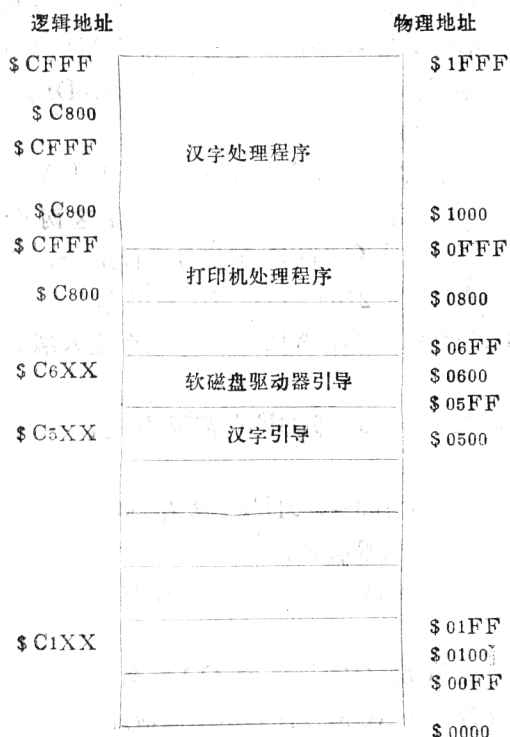 逻辑地址 物理地址
$CFFF $1FFF
$C800
$CFFF 汉字处理程序
$C800 $1000
$CFFF $0FFF
打印机处理程序
$C800 $0800
$06FF
$C6XX 软磁盘驱动器引导 $0600
$05FF
$C5XX 汉字引导 $0500
$01FF
$C1XX $0100
$00FF
$0000